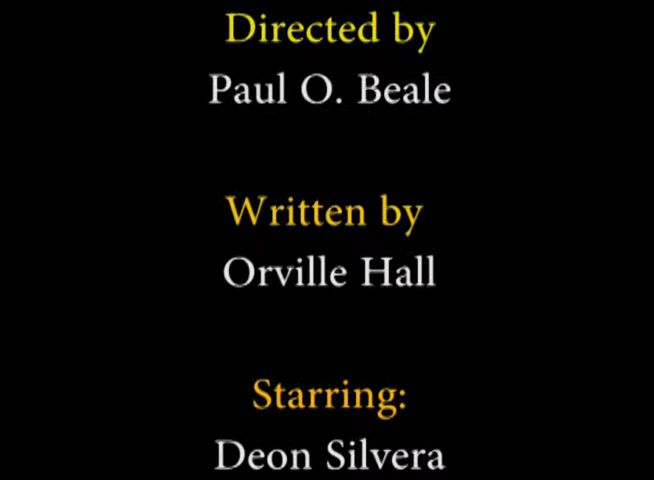 Directed by
Paul O. Beale
Written by
Orville Hall
Starring:
Deon Silvera